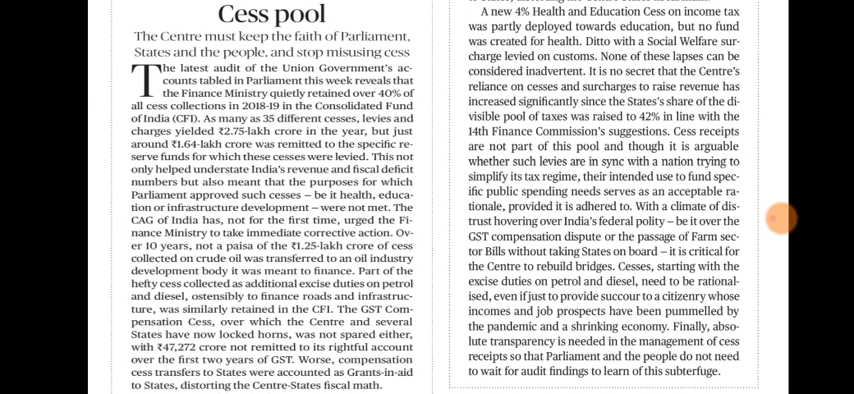 Cess pool
The Centre must keep the faith of Parliament,
States and the people, and stop misusing cess
The latest audit of the Union Government's ac-
counts tabled in Parliament this week reveals that
the Finance Ministry quietly retained over 40% of
all cess collections in 2018-19 in the Consolidated Fund
of India (CFI). As many as 35 different cesses, levies and
charges yielded ₹2.75-lakh crore in the year, but just
around ₹1.64-lakh crore was remitted to the specific re-
serve funds for which these cesses were levied. This not
only helped understate India's revenue and fiscal deficit
numbers but also meant that the purposes for which
Parliament approved such cesses – be it health, educa-
tion or infrastructure development – were not met. The
CAG of India has, not for the first time, urged the Fi-
nance Ministry to take immediate corrective action. Ov-
er 10 years, not a paisa of the ₹1.25-lakh crore of cess
collected on crude oil was transferred to an oil industry
development body it was meant to finance. Part of the
hefty cess collected as additional excise duties on petrol
and diesel, ostensibly to finance roads and infrastruc-
ture, was similarly retained in the CFI. The GST Com-
pensation Cess, over which the Centre and several
States have now locked horns, was not spared either,
with ₹47,272 crore not remitted to its rightful account
over the first two years of GST. Worse, compensation
cess transfers to States were accounted as Grants-in-aid
to States, distorting the Centre-States fiscal math.
A new 4% Health and Education Cess on income tax
was partly deployed towards education, but no fund
was created for health. Ditto with a Social Welfare sur-
charge levied on customs. None of these lapses can be
considered inadvertent. It is no secret that the Centre's
reliance on cesses and surcharges to raise revenue has
increased significantly since the States's share of the di-
visible pool of taxes was raised to 42% in line with the
14th Finance Commission's suggestions. Cess receipts
are not part of this pool and though it is arguable
whether such levies are in sync with a nation trying to
simplify its tax regime, their intended use to fund spec-
ific public spending needs serves as an acceptable ra-
tionale, provided it is adhered to. With a climate of dis-
trust hovering over India's federal polity – be it over the
GST compensation dispute or the passage of Farm sec-
tor Bills without taking States on board – it is critical for
the Centre to rebuild bridges. Cesses, starting with the
excise duties on petrol and diesel, need to be rational-
ised, even if just to provide succour to a citizenry whose
incomes and job prospects have been pummelled by
the pandemic and a shrinking economy. Finally, abso-
lute transparency is needed in the management of cess
receipts so that Parliament and the people do not need
to wait for audit findings to learn of this subterfuge.